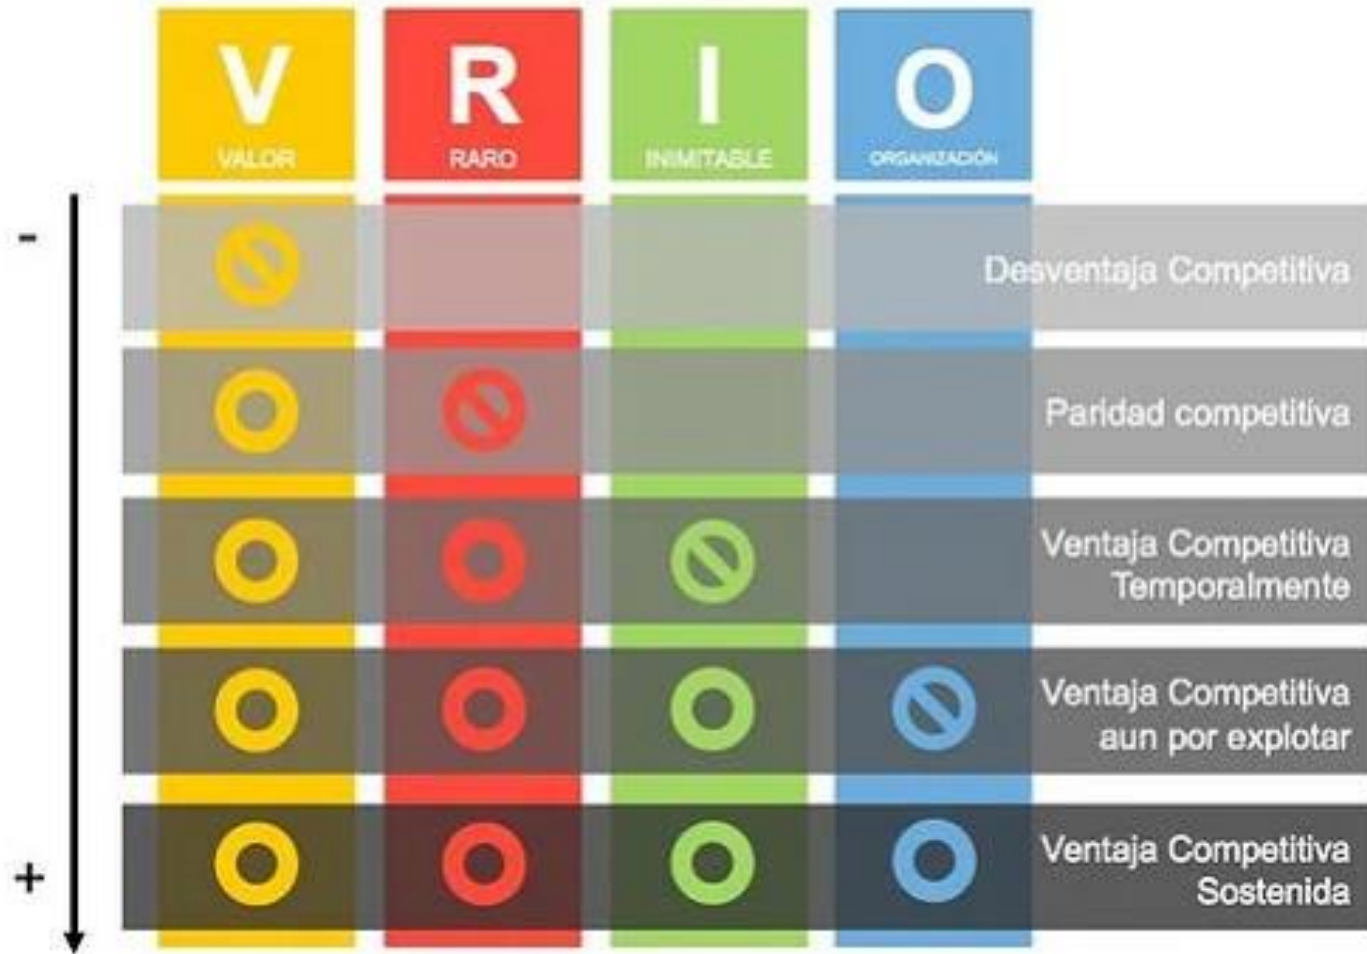 V R I O
VALOR RARO INIMITABLE ORGANIZACIÓN
-
Desventaja Competitiva
Paridad competitiva
Ventaja Competitiva
Temporalmente
Ventaja Competitiva
aun por explotar
+
Ventaja Competitiva
Sostenida